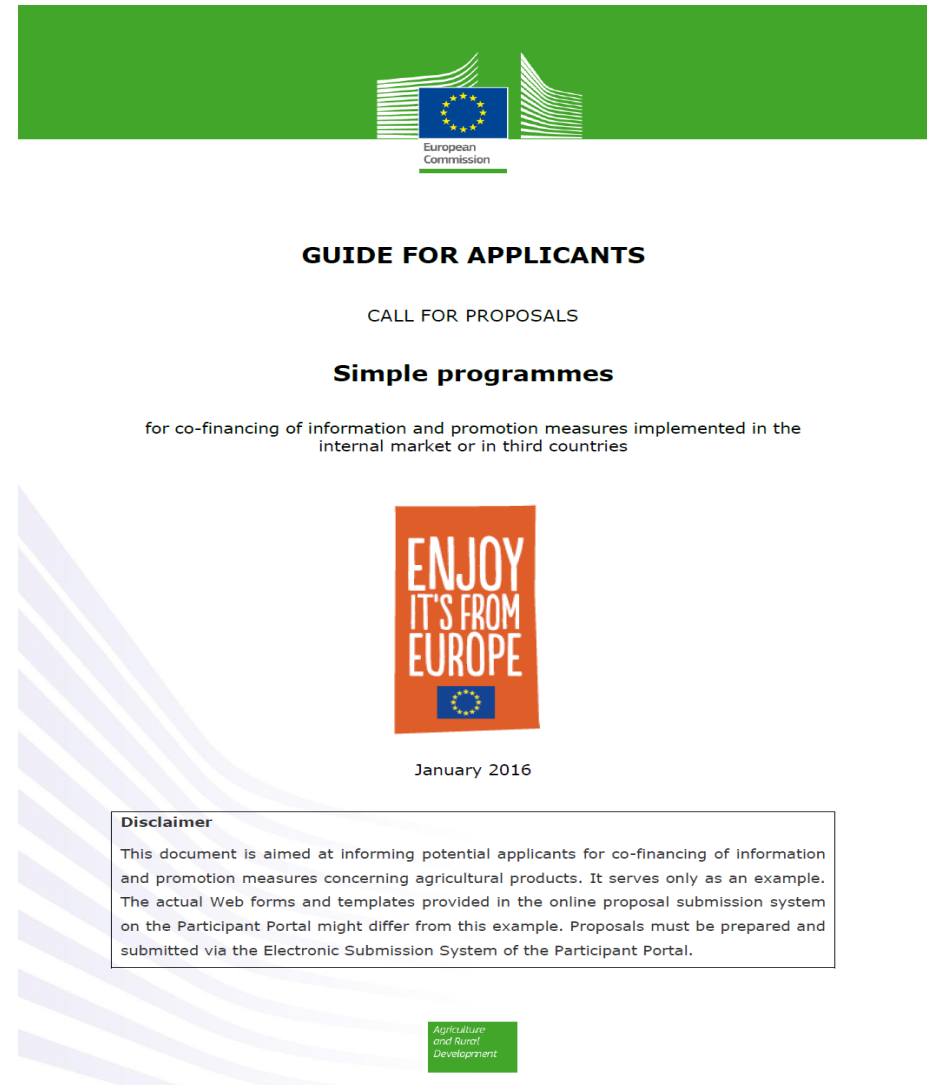 European
Commission
GUIDE FOR APPLICANTS
CALL FOR PROPOSALS
Simple programmes
for co-financing of information and promotion measures implemented in the
internal market or in third countries
ENJOY
IT'S FROM
EUROPE
January 2016
Disclaimer
This document is aimed at informing potential applicants for co-financing of information
and promotion measures concerning agricultural products. It serves only as an example.
The actual Web forms and templates provided in the online proposal submission system
on the Participant Portal might differ from this example. Proposals must be prepared and
submitted via the Electronic Submission System of the Participant Portal.
Agriculture
and Rural
Development